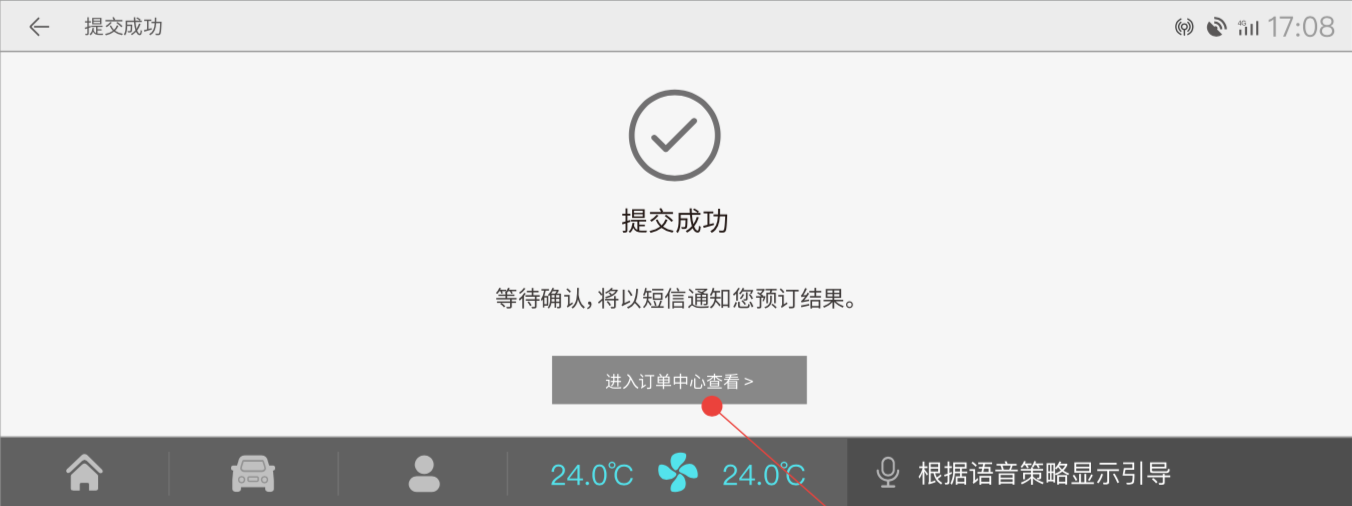 提交成功
4G 17:08
提交成功
等待确认，将以短信通知您预订结果。
进入订单中心查看 >
24.0℃ 24.0℃ 根据语音策略显示引导